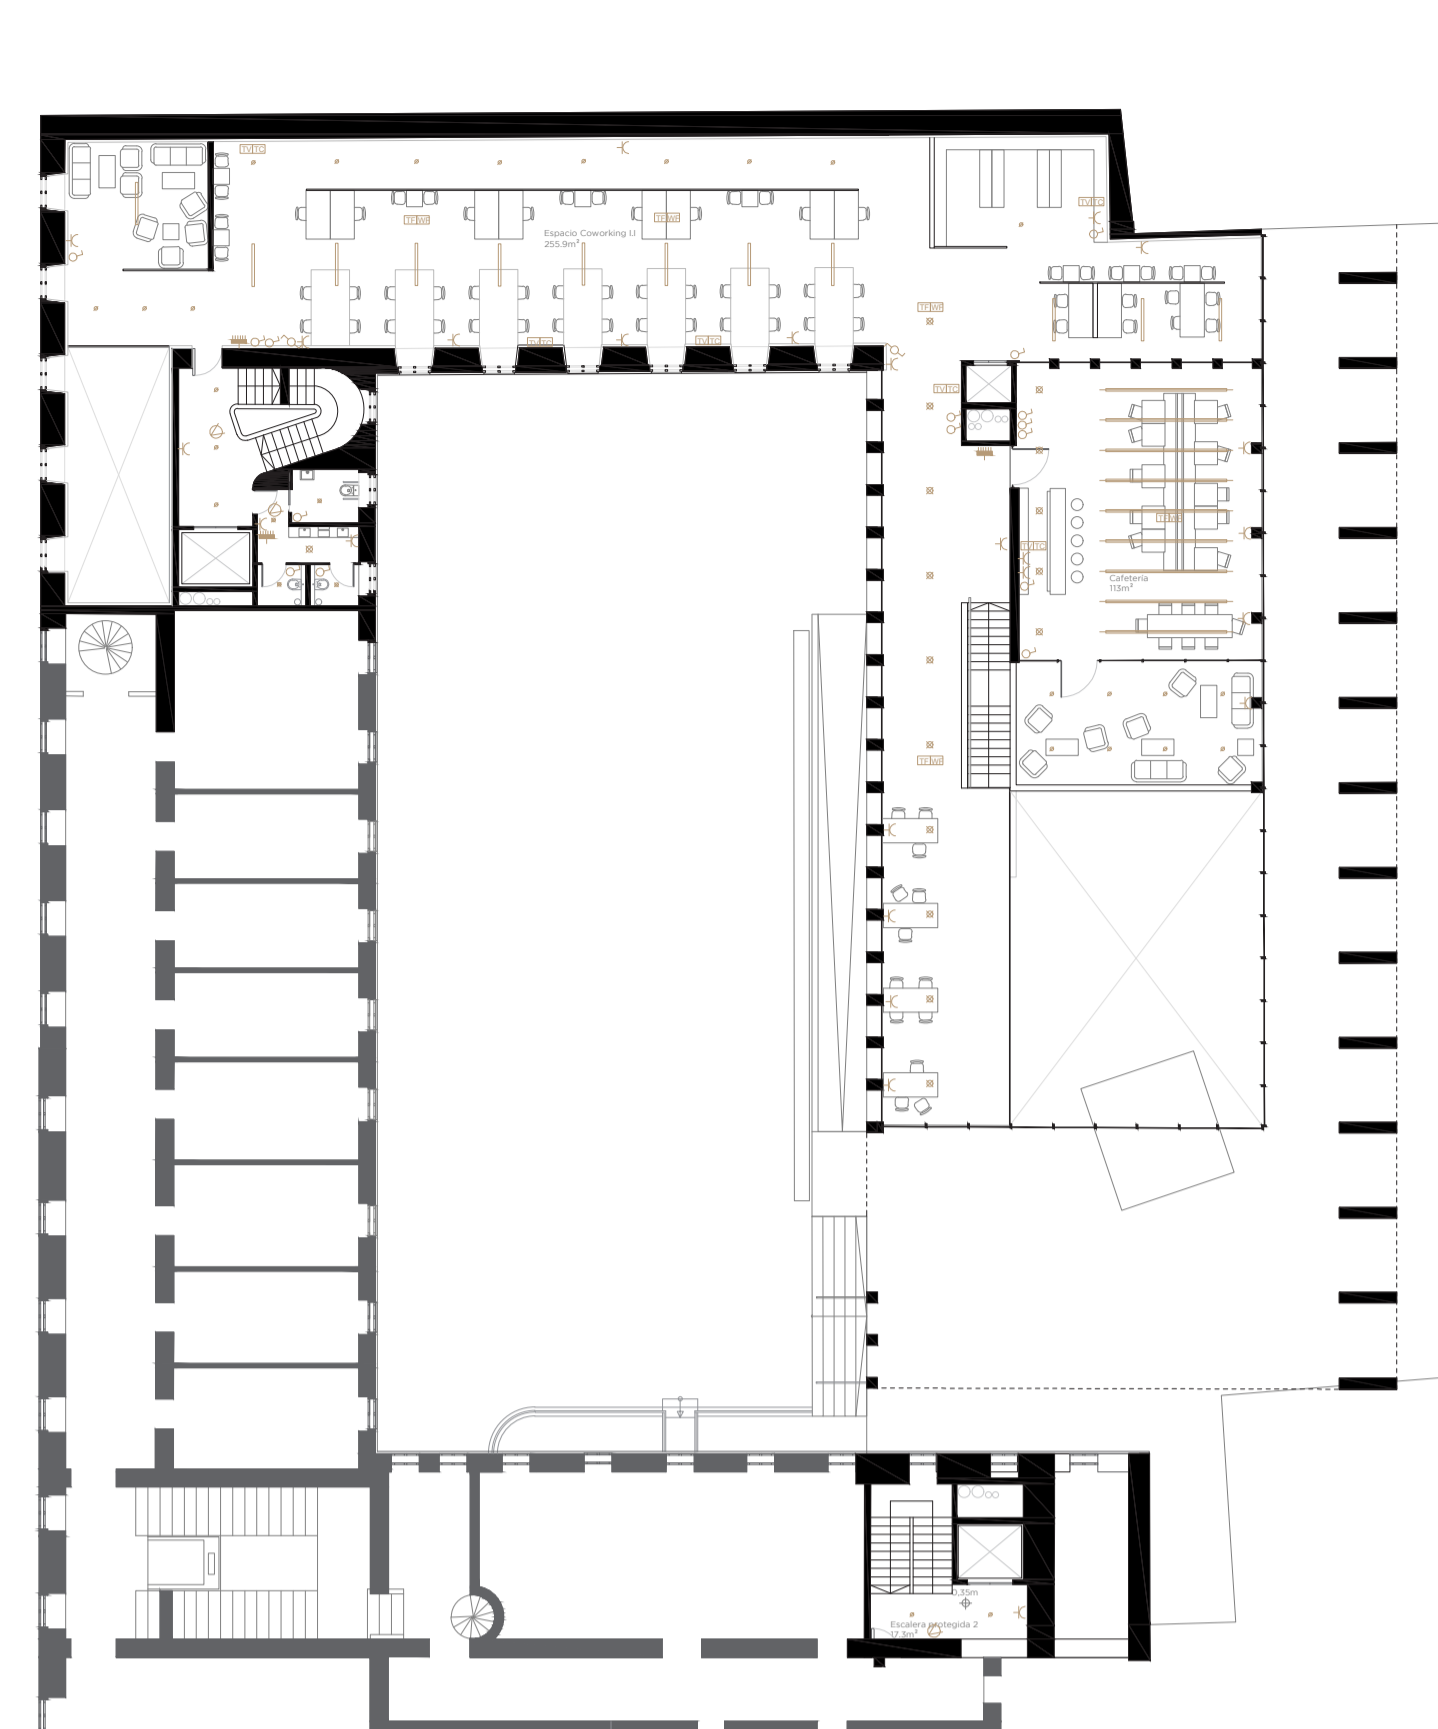 TV TC
TV TC
TF WF
TF WF
Espacio Coworking I.I
255.9m²
TF WF
TV TC
TV TC
TV TC
TF WF
TV TC
Cafetería
113m²
TF WF
0.35m
Escalera protegida 2
17.3m²